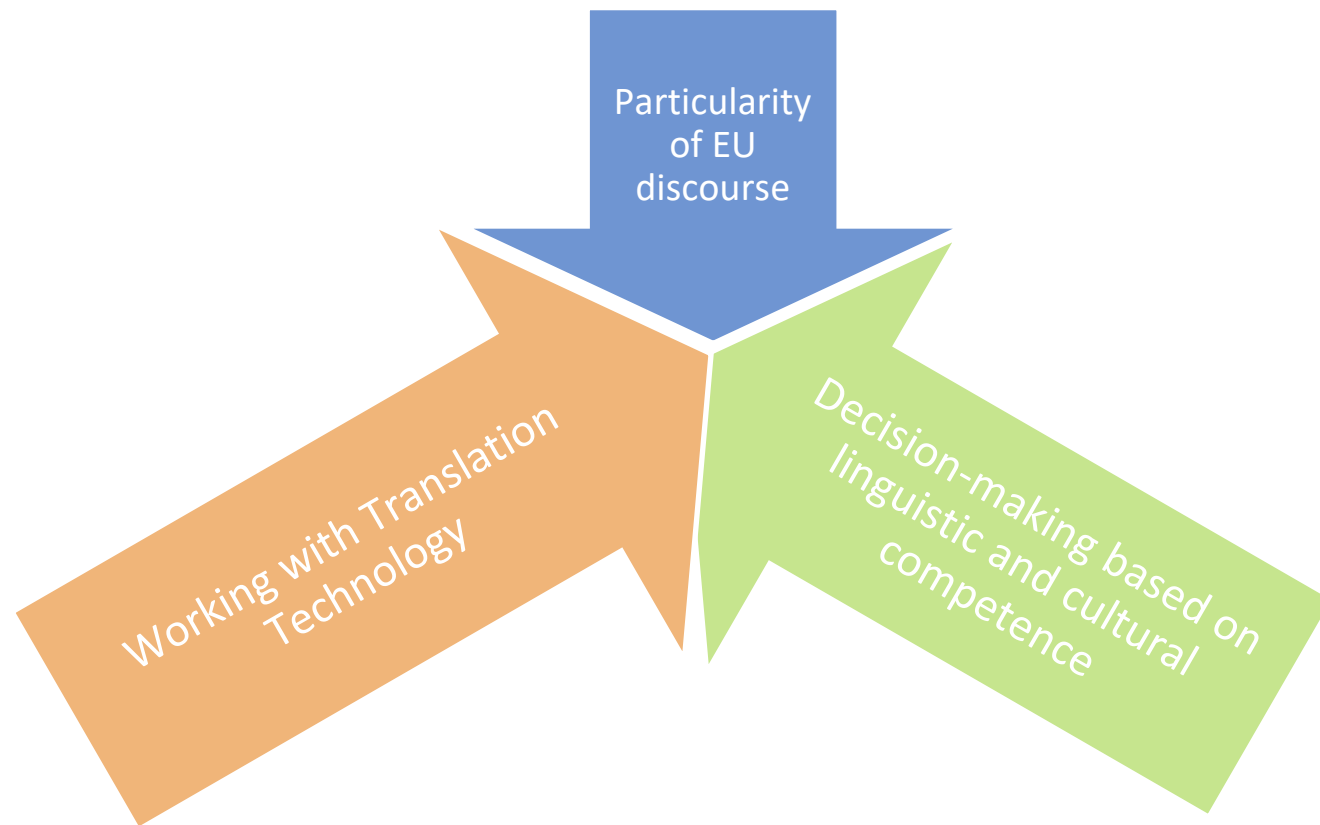 Particularity
of EU
discourse
Working with Translation
Technology
Decision-making based on
linguistic and cultural
competence